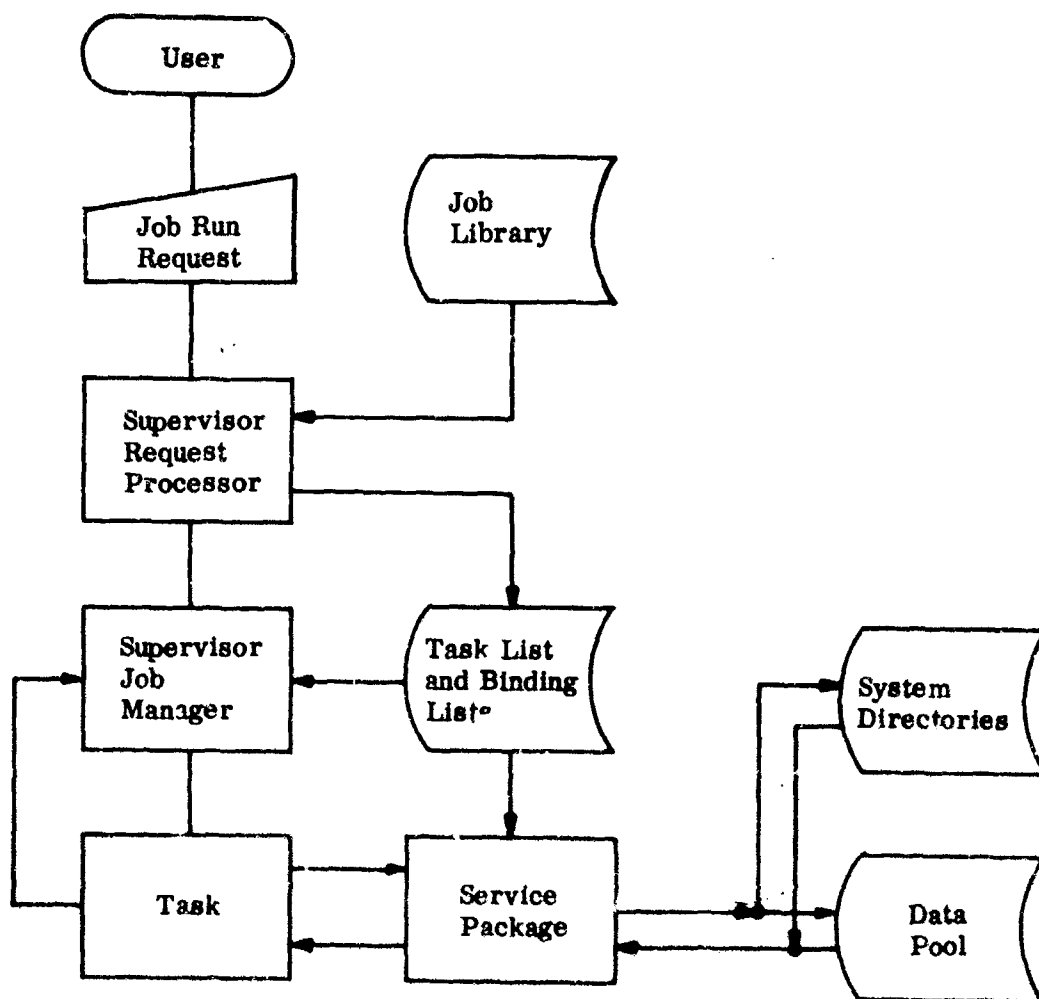 User
Job Run
Request
Job
Library
Supervisor
Request
Processor
Supervisor
Job
Manager
Task List
and Binding
Lists
System
Directories
Task
Service
Package
Data
Pool